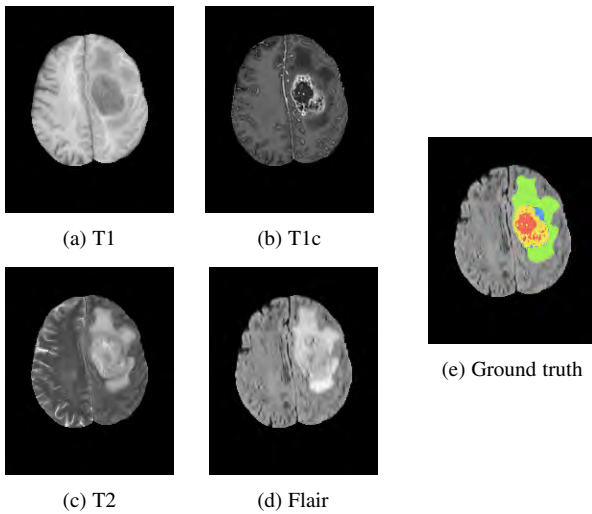 (a) T1
(b) T1c
(c) T2
(d) Flair
(e) Ground truth